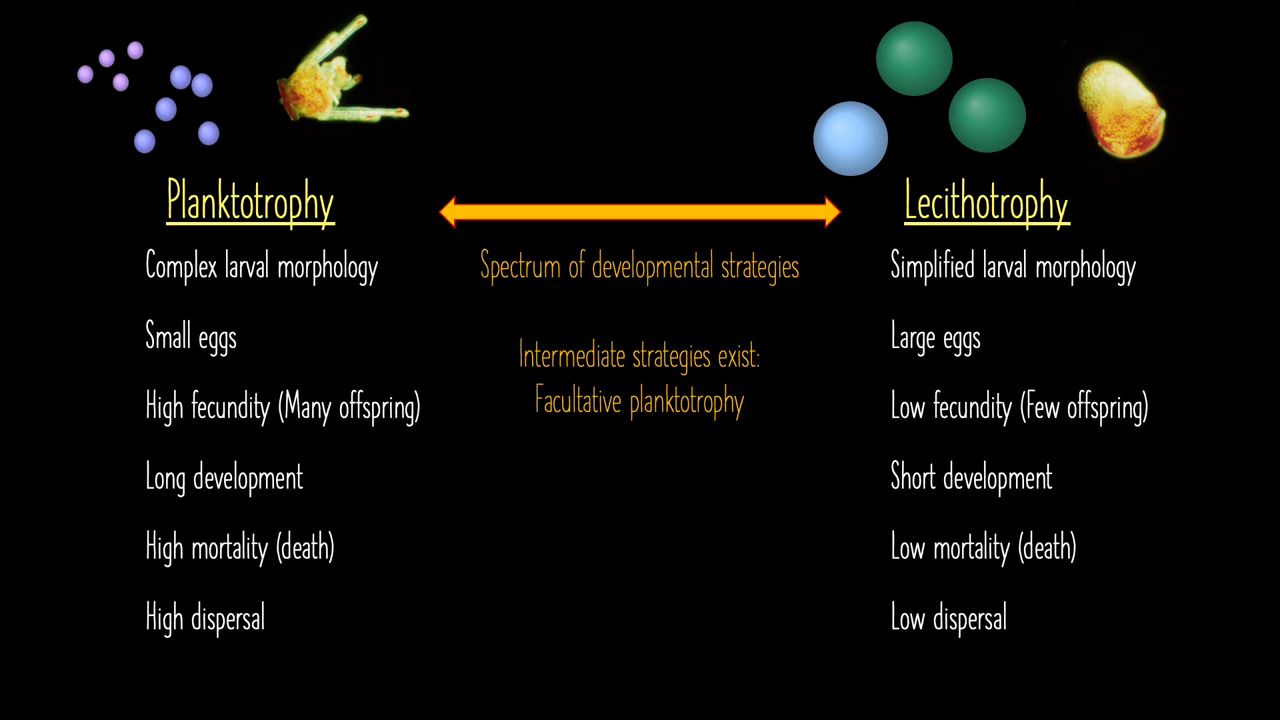 Planktotrophy
Complex larval morphology
Small eggs
High fecundity (Many offspring)
Long development
High mortality (death)
High dispersal
Spectrum of developmental strategies
Intermediate strategies exist:
Facultative planktotrophy
Lecithotrophy
Simplified larval morphology
Large eggs
Low fecundity (Few offspring)
Short development
Low mortality (death)
Low dispersal